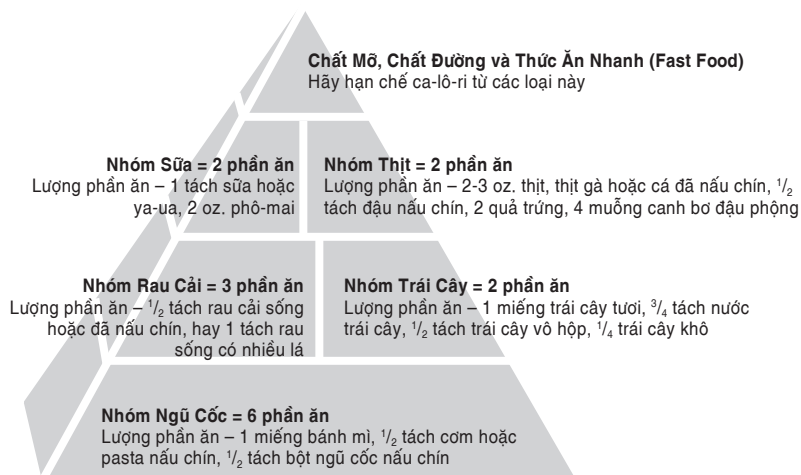 Chất Mỡ, Chất Đường và Thức Ăn Nhanh (Fast Food)
Hãy hạn chế ca-lô-ri từ các loại này
Nhóm Sữa = 2 phần ăn
Lượng phần ăn – 1 tách sữa hoặc
ya-ua, 2 oz. phô-mai
Nhóm Thịt = 2 phần ăn
Lượng phần ăn – 2-3 oz. thịt, thịt gà hoặc cá đã nấu chín, 1/2
tách đậu nấu chín, 2 quả trứng, 4 muỗng canh bơ đậu phộng
Nhóm Rau Cải = 3 phần ăn
Lượng phần ăn – 1/2 tách rau cải sống
hoặc đã nấu chín, hay 1 tách rau
sống có nhiều lá
Nhóm Trái Cây = 2 phần ăn
Lượng phần ăn – 1 miếng trái cây tươi, 3/4 tách nước
trái cây, 1/2 tách trái cây vô hộp, 1/4 trái cây khô
Nhóm Ngũ Cốc = 6 phần ăn
Lượng phần ăn – 1 miếng bánh mì, 1/2 tách cơm hoặc
pasta nấu chín, 1/2 tách bột ngũ cốc nấu chín